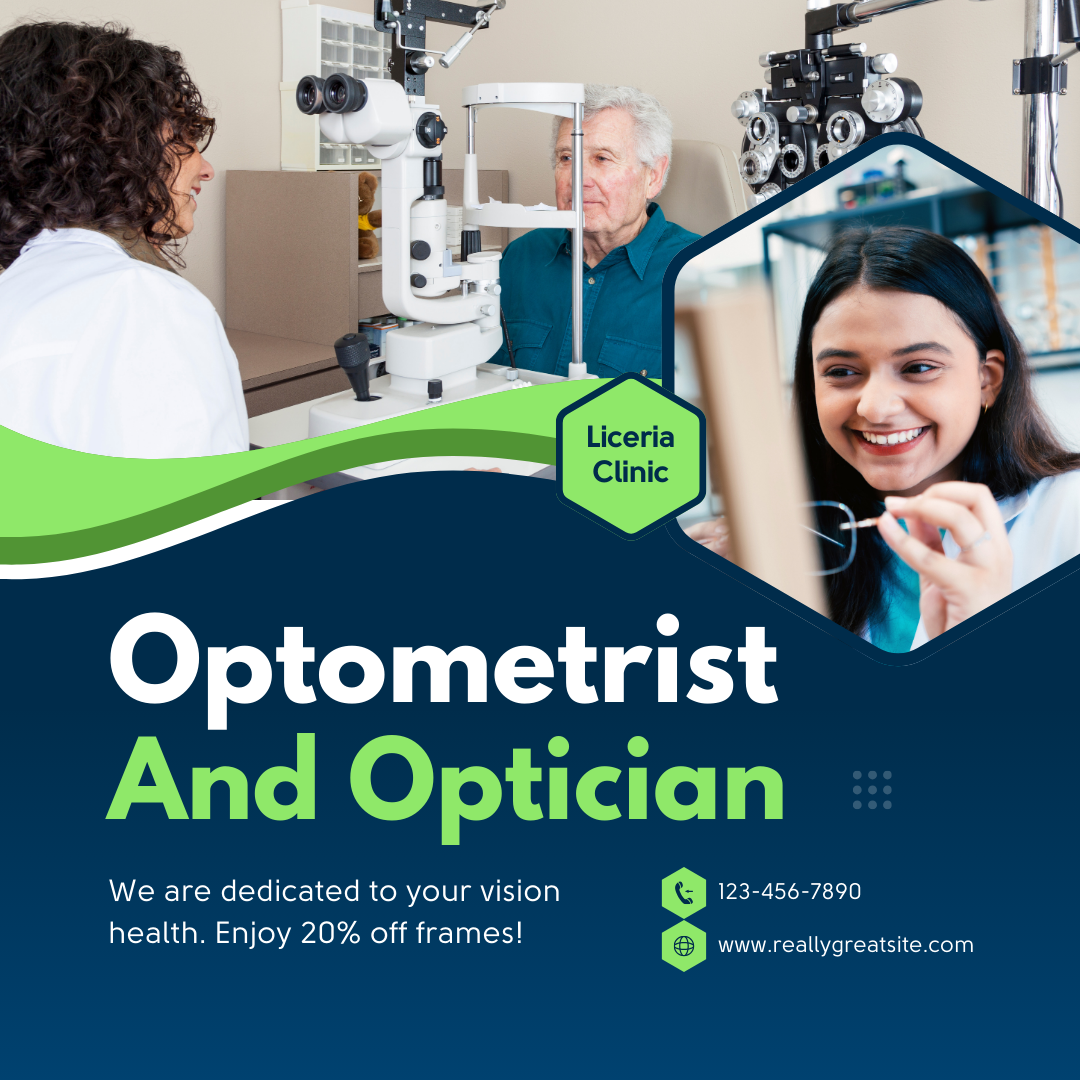 Liceria
Clinic
Optometrist
And Optician
We are dedicated to your vision
health. Enjoy 20% off frames!
123-456-7890
www.reallygreatsite.com